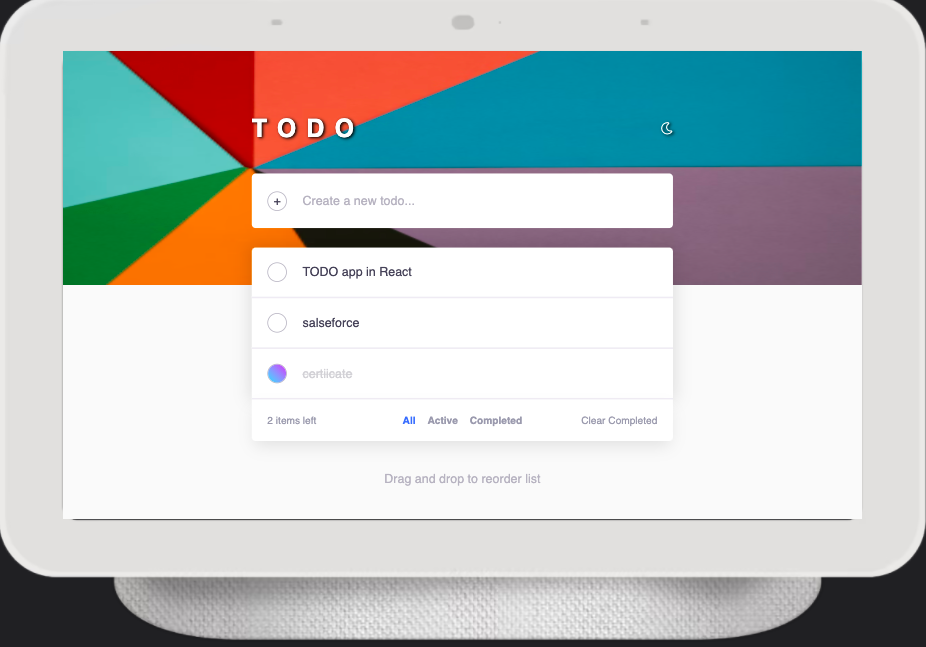 TODO
Create a new todo...
TODO app in React
salseforce
certiicate
2 items left All Active Completed Clear Completed
Drag and drop to reorder list